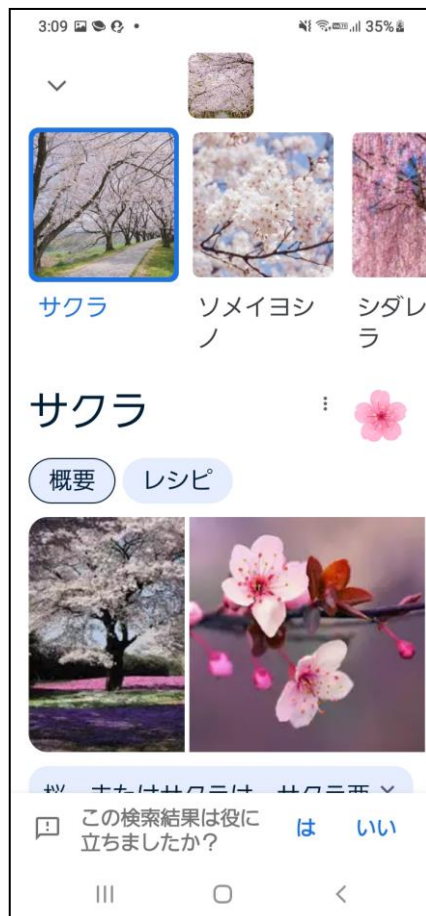 3:09
35%
サクラ
ソメイヨシ
ノ
シダレ
ラ
サクラ
概要
レシピ
この検索結果は役に
立ちましたか?
は
いい